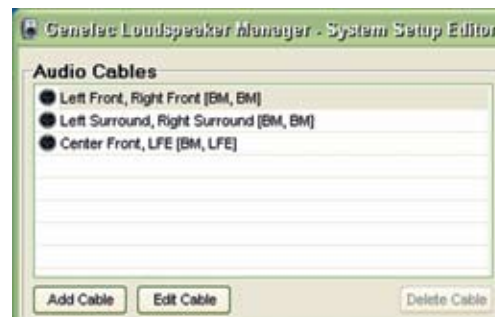 Genelec Loudspeaker Manager - System Setup Editor
Audio Cables
Left Front, Right Front [BM, BM]
Left Surround, Right Surround [BM, BM]
Center Front, LFE [BM, LFE]
Add Cable Edit Cable Delete Cable